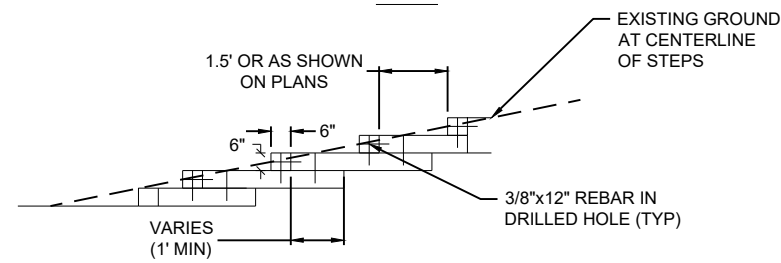 EXISTING GROUND
AT CENTERLINE
OF STEPS
1.5' OR AS SHOWN
ON PLANS
6"
6"
3/8"x12" REBAR IN
DRILLED HOLE (TYP)
VARIES
(1' MIN)